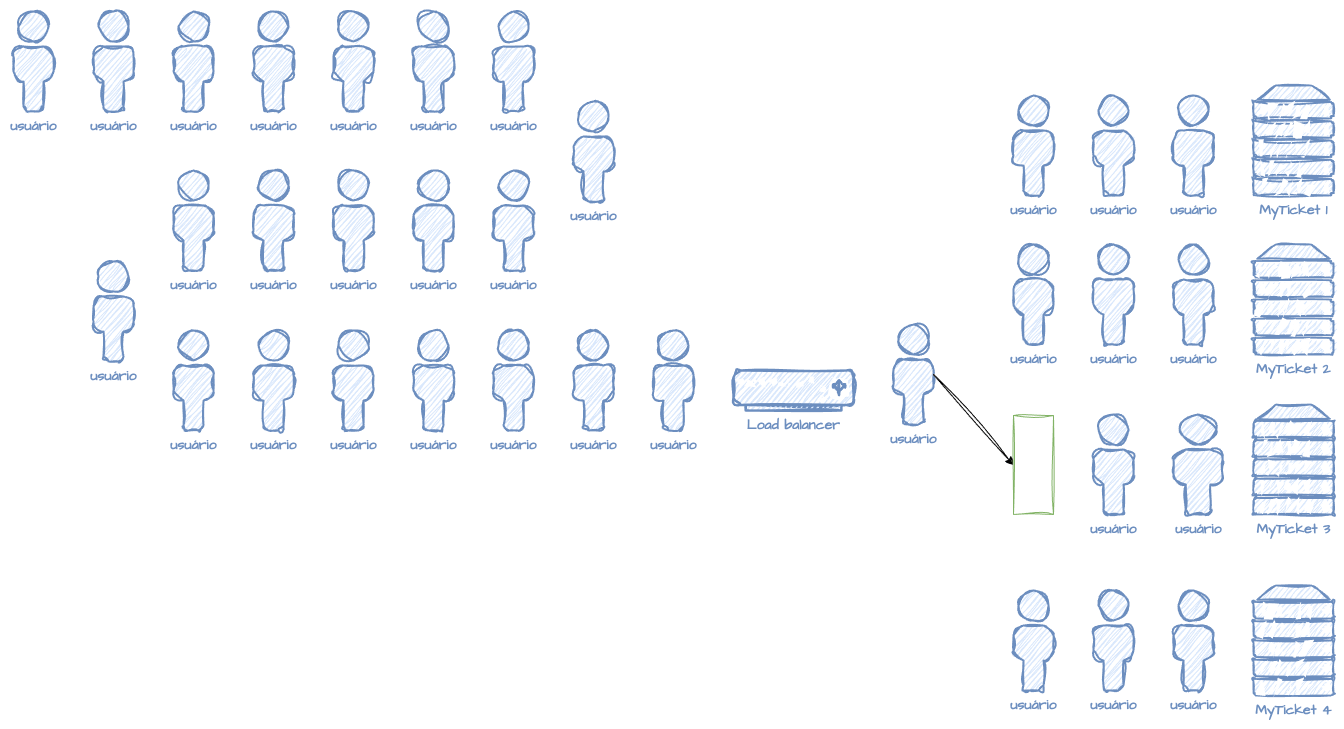 usuário usuário usuário usuário usuário usuário usuário
usuário usuário usuário MyTicket 1
usuário
usuário usuário usuário usuário usuário
usuário usuário usuário MyTicket 2
usuário
Load balancer
usuário
usuário usuário usuário usuário usuário usuário usuário
usuário usuário MyTicket 3
usuário usuário usuário MyTicket 4